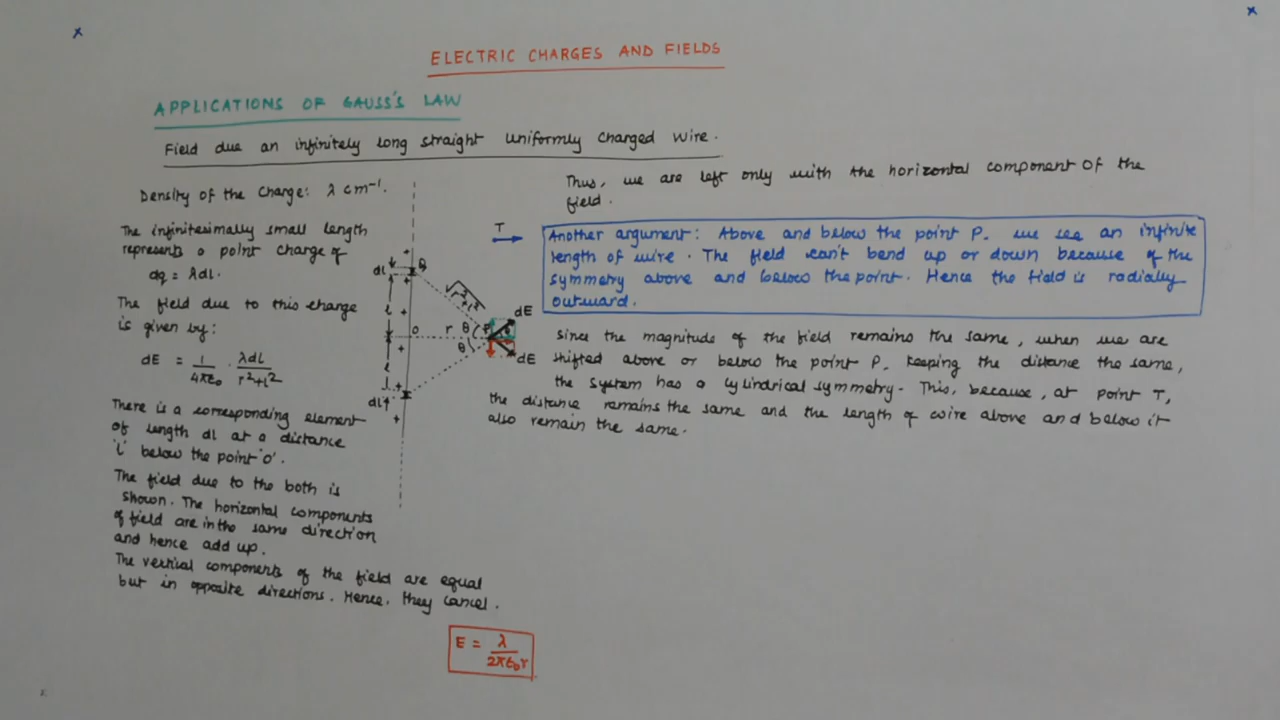 ELECTRIC CHARGES AND FIELDS
APPLICATIONS OF GAUSS'S LAW
Field due an infinitely long straight uniformly charged wire.
Density of the charge: λ cm⁻¹.
The infinitesimally small length
represents a point charge of
dq = λdl.
The field due to this charge
is given by:
dE = 1/4πε₀ · λdl/r²+l²
There is a corresponding element
of length dl at a distance
'l' below the point 'o'.
The field due to the both is
shown. The horizontal components
of field are in the same direction
and hence add up.
The vertical components of the field are equal
but in opposite directions. Hence, they cancel.
E = λ/2πε₀r
+
dl
+
l
+
√r²+l²
dE
o
r
θ
P
θ
θ
+
l
dE
+
dl
+
T
Thus, we are left only with the horizontal component of the
field.
Another argument: Above and below the point P. we see an infinite
length of wire. The field can't bend up or down because of the
symmetry above and below the point. Hence the field is radially
outward.
Since the magnitude of the field remains the same, when we are
shifted above or below the point P. keeping the distance the same,
the system has a cylindrical symmetry. This, because, at point T,
the distance remains the same and the length of wire above and below it
also remain the same.